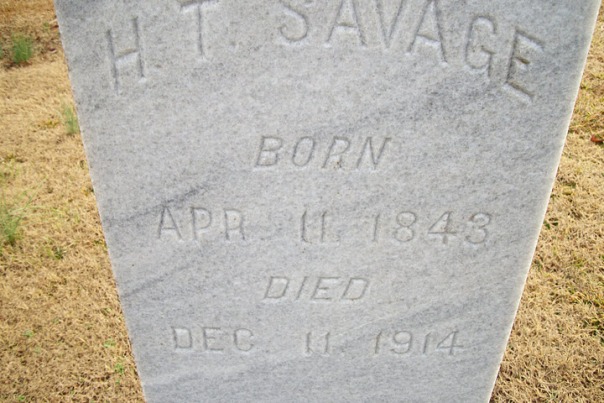 H. T. SAVAGE
BORN
APR. 11. 1843
DIED
DEC. 11. 1914